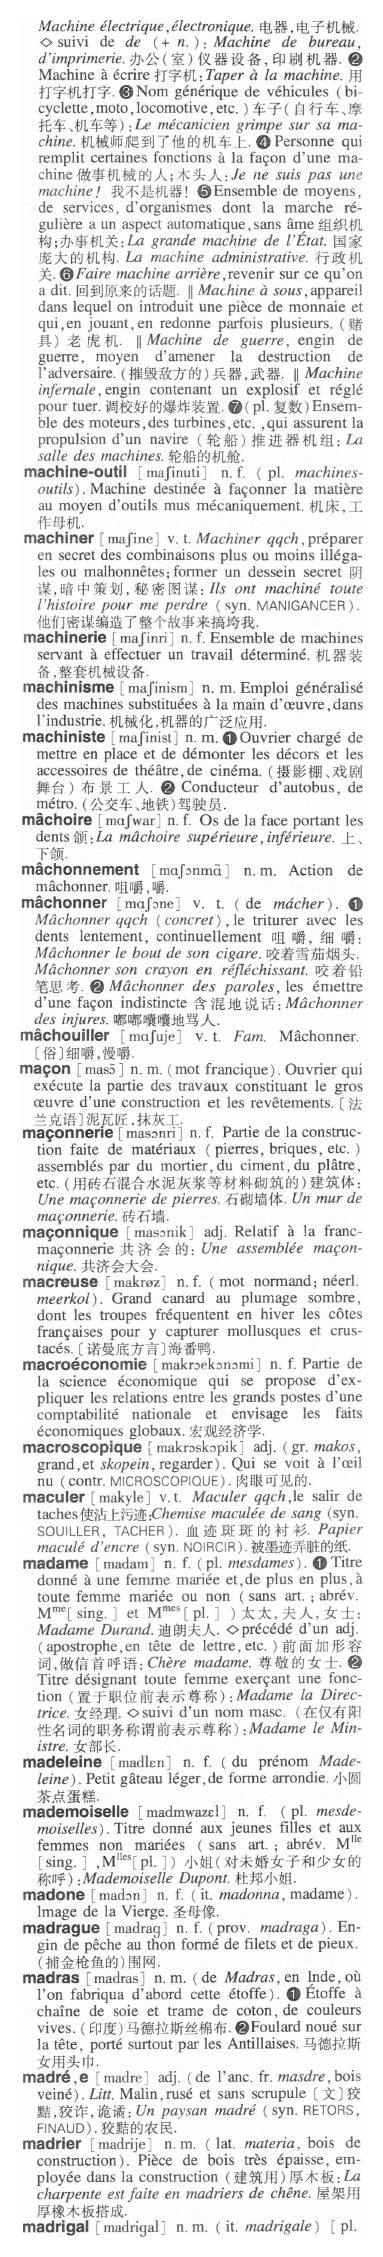 Machine électrique, électronique. 电器,电子机械.
◇ suivi de de (+ n.): Machine de bureau,
d'imprimerie. 办公(室)仪器设备,印刷机器. ❷
Machine à écrire 打字机:Taper à la machine. 用
打字机打字. ❸ Nom générique de véhicules (bi-
cyclette, moto, locomotive, etc.) 车子(自行车、摩
托车、机车等):Le mécanicien grimpe sur sa ma-
chine. 机械师爬到了他的机车上. ❹ Personne qui
remplit certaines fonctions à la façon d'une ma-
chine 做事机械的人;木头人:Je ne suis pas une
machine! 我不是机器! ❺ Ensemble de moyens,
de services, d'organismes dont la marche ré-
gulière a un aspect automatique, sans âme 组织机
构;办事机关:La grande machine de l'État. 国家
庞大的机构. La machine administrative. 行政机
关. ❻ Faire machine arrière, revenir sur ce qu'on
a dit. 回到原来的话题. ‖ Machine à sous, appareil
dans lequel on introduit une pièce de monnaie et
qui, en jouant, en redonne parfois plusieurs. (赌
具) 老虎机. ‖ Machine de guerre, engin de
guerre, moyen d'amener la destruction de
l'adversaire. (摧毁敌方的)兵器,武器. ‖ Machine
infernale, engin contenant un explosif et réglé
pour tuer. 调校好的爆炸装置. ❼ (pl. 复数) Ensem-
ble des moteurs, des turbines, etc., qui assurent la
propulsion d'un navire (轮船)推进器机组: La
salle des machines. 轮船的机舱.
machine-outil [maʃinuti] n. f. (pl. machines-
outils). Machine destinée à façonner la matière
au moyen d'outils mus mécaniquement. 机床,工
作母机.
machiner [maʃine] v. t. Machiner qqch, préparer
en secret des combinaisons plus ou moins illéga-
les ou malhonnêtes; former un dessein secret 阴
谋,暗中策划,秘密图谋: Ils ont machiné toute
l'histoire pour me perdre (syn. MANIGANCER).
他们密谋编造了整个故事来搞垮我.
machinerie [maʃinri] n. f. Ensemble de machines
servant à effectuer un travail déterminé. 机器装
备,整套机械设备.
machinisme [maʃinism] n. m. Emploi généralisé
des machines substituées à la main d'œuvre, dans
l'industrie. 机械化,机器的广泛应用.
machiniste [maʃinist] n. m. ❶ Ouvrier chargé de
mettre en place et de démonter les décors et les
accessoires de théâtre, de cinéma. (摄影棚、戏剧
舞台) 布景工人. ❷ Conducteur d'autobus, de
métro. (公交车、地铁)驾驶员.
mâchoire [maʃwar] n. f. Os de la face portant les
dents 颌:La mâchoire supérieure, inférieure. 上、
下颌.
mâchonnement [mɑʃɔnmɑ̃] n. m. Action de
mâchonner. 咀嚼,嚼.
mâchonner [mɑʃɔne] v. t. (de mâcher). ❶
Mâchonner qqch (concret), le triturer avec les
dents lentement, continuellement 咀嚼,细嚼:
Mâchonner le bout de son cigare. 咬着雪茄烟头.
Mâchonner son crayon en réfléchissant. 咬着铅
笔思考. ❷ Mâchonner des paroles, les émettre
d'une façon indistincte 含混地说话: Mâchonner
des injures. 嘟嘟囔囔地骂人.
mâchouiller [mɑʃuje] v. t. Fam. Mâchonner.
〔俗〕细嚼,慢嚼.
maçon [masɔ̃] n. m. (mot francique). Ouvrier qui
exécute la partie des travaux constituant le gros
œuvre d'une construction et les revêtements. 〔法
兰克语〕泥瓦匠,抹灰工.
maçonnerie [masɔnri] n. f. Partie de la construc-
tion faite de matériaux (pierres, briques, etc.)
assemblés par du mortier, du ciment, du plâtre,
etc. (用砖石混合水泥灰浆等材料砌筑的)建筑体:
Une maçonnerie de pierres. 石砌墙体. Un mur de
maçonnerie. 砖石墙.
maçonnique [masɔnik] adj. Relatif à la franc-
maçonnerie 共济会的: Une assemblée maçon-
nique. 共济会大会.
macreuse [makrøz] n. f. (mot normand; néerl.
meerkol). Grand canard au plumage sombre,
dont les troupes fréquentent en hiver les côtes
françaises pour y capturer mollusques et crus-
tacés. 〔诺曼底方言〕海番鸭.
macroéconomie [makrɔekɔnɔmi] n. f. Partie de
la science économique qui se propose d'ex-
pliquer les relations entre les grands postes d'une
comptabilité nationale et envisage les faits
économiques globaux. 宏观经济学.
macroscopique [makrɔskɔpik] adj. (gr. makos,
grand, et skopein, regarder). Qui se voit à l'œil
nu (contr. MICROSCOPIQUE). 肉眼可见的.
maculer [makyle] v. t. Maculer qqch, le salir de
taches 使沾上污迹:Chemise maculée de sang (syn.
SOUILLER, TACHER). 血迹斑斑的衬衫. Papier
maculé d'encre (syn. NOIRCIR). 被墨迹弄脏的纸.
madame [madam] n. f. (pl. mesdames). ❶ Titre
donné à une femme mariée et, de plus en plus, à
toute femme mariée ou non (sans art.; abrév.
Mme [sing.] et Mmes [pl.]) 太太,夫人,女士:
Madame Durand. 迪朗夫人. ◇ précédé d'un adj.
(apostrophe, en tête de lettre, etc.) 前面加形容
词,做信首呼语: Chère madame. 尊敬的女士. ❷
Titre désignant toute femme exerçant une fonc-
tion (置于职位前表示尊称): Madame la Direc-
trice. 女经理. ◇ suivi d'un nom masc. (在仅有阳
性名词的职务称谓前表示尊称): Madame le Min-
istre. 女部长.
madeleine [madlɛn] n. f. (du prénom Made-
leine). Petit gâteau léger, de forme arrondie. 小圆
茶点蛋糕.
mademoiselle [madmwazɛl] n. f. (pl. mesde-
moiselles). Titre donné aux jeunes filles et aux
femmes non mariées (sans art.; abrév. Mlle
[sing.], Mlles [pl.]) 小姐(对未婚女子和少女的
称呼):Mademoiselle Dupont. 杜邦小姐.
madone [madɔn] n. f. (it. madonna, madame).
Image de la Vierge. 圣母像.
madrague [madrag] n. f. (prov. madraga). En-
gin de pêche au thon formé de filets et de pieux.
(捕金枪鱼的)围网.
madras [madras] n. m. (de Madras, en Inde, où
l'on fabriqua d'abord cette étoffe). ❶ Étoffe à
chaîne de soie et trame de coton, de couleurs
vives. (印度)马德拉斯丝棉布. ❷ Foulard noué sur
la tête, porté surtout par les Antillaises. 马德拉斯
女用头巾.
madré, e [madre] adj. (de l'anc. fr. masdre, bois
veiné). Litt. Malin, rusé et sans scrupule 〔文〕狡
黠,狡诈,诡谲: Un paysan madré (syn. RETORS,
FINAUD). 狡黠的农民.
madrier [madrije] n. m. (lat. materia, bois de
construction). Pièce de bois très épaisse, em-
ployée dans la construction (建筑用)厚木板:La
charpente est faite en madriers de chêne. 屋架用
厚橡木板搭成.
madrigal [madrigal] n. m. (it. madrigale) [pl.